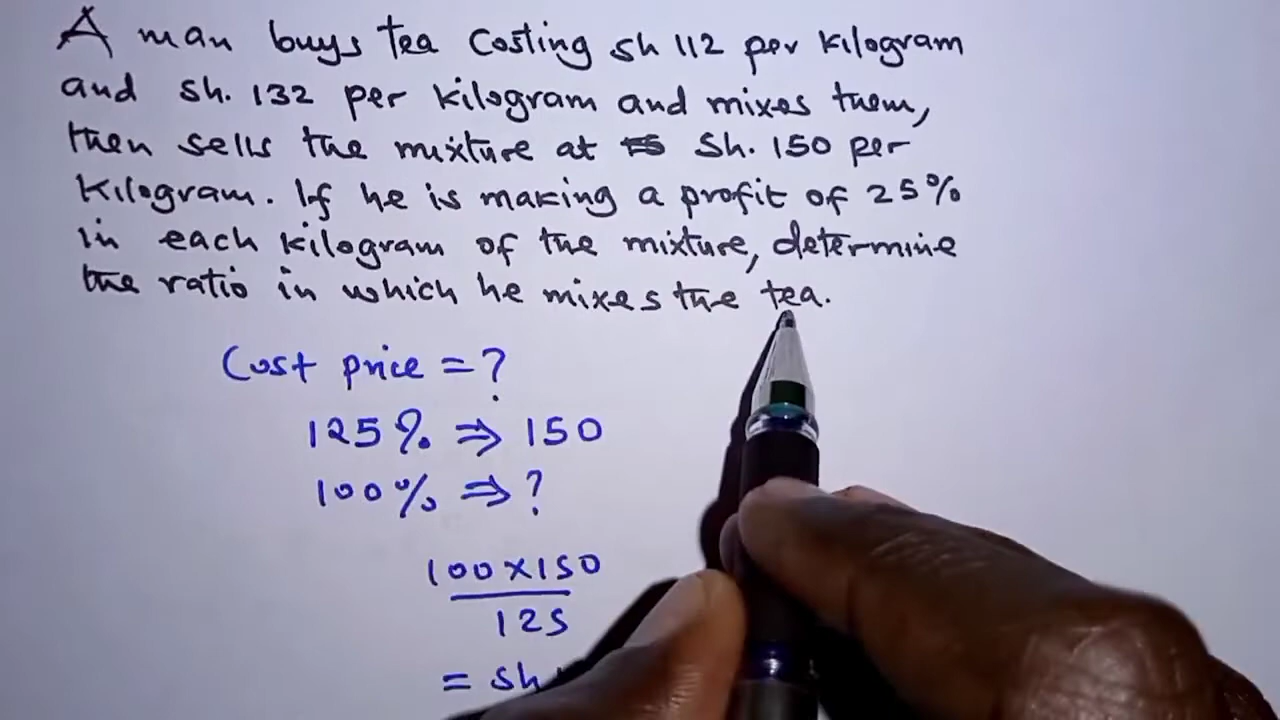 A man buys tea costing sh 112 per kilogram
and sh. 132 per kilogram and mixes them,
then sells the mixture at sh. 150 per
kilogram. If he is making a profit of 25%
in each kilogram of the mixture, determine
the ratio in which he mixes the tea.
Cost price = ?
125% ⇒ 150
100% ⇒ ?
100 x 150
125
= sh